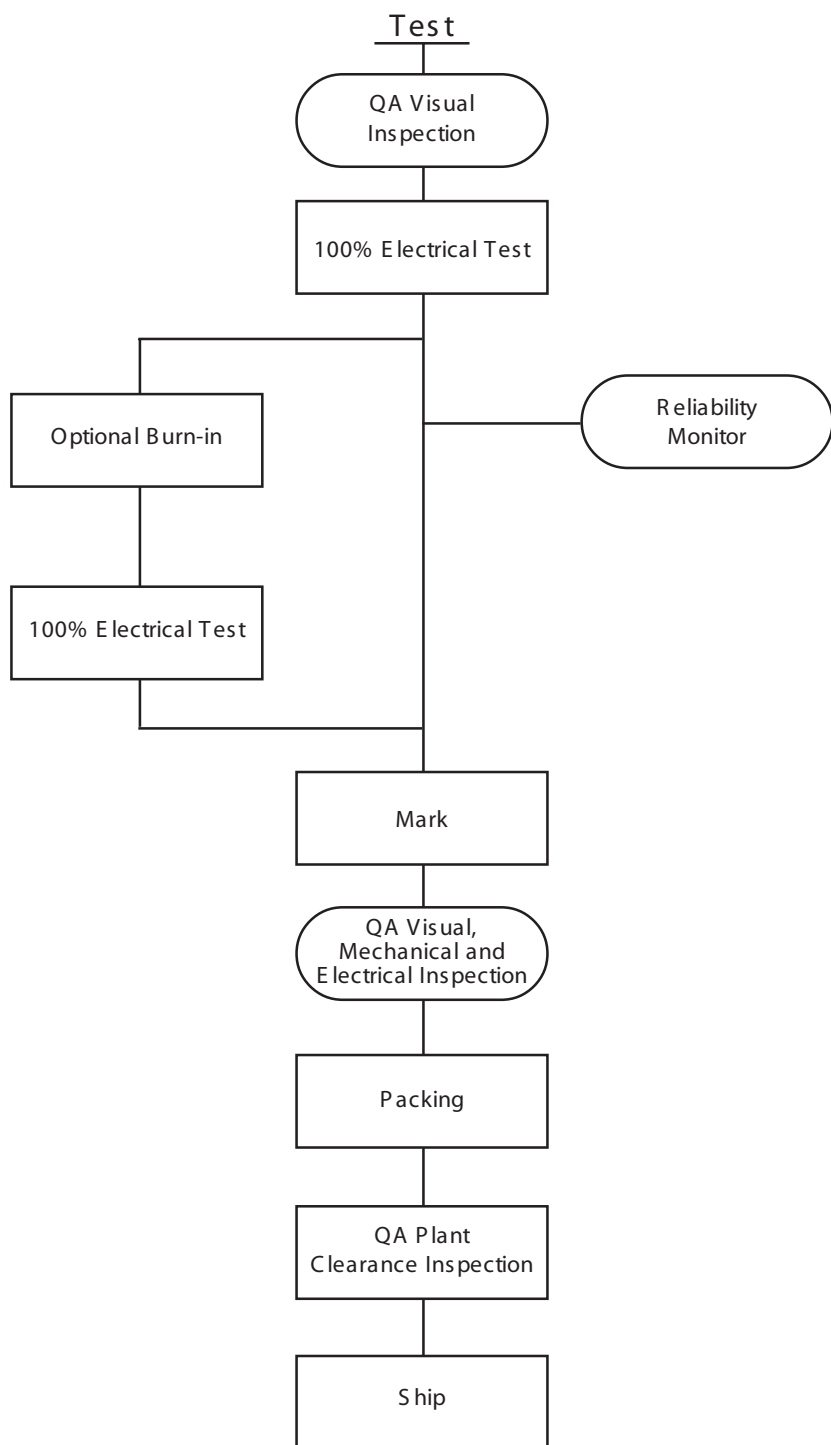 Test
QA Visual
Inspection
100% Electrical Test
Optional Burn-in
Reliability
Monitor
100% Electrical Test
Mark
QA Visual,
Mechanical and
Electrical Inspection
Packing
QA Plant
Clearance Inspection
Ship